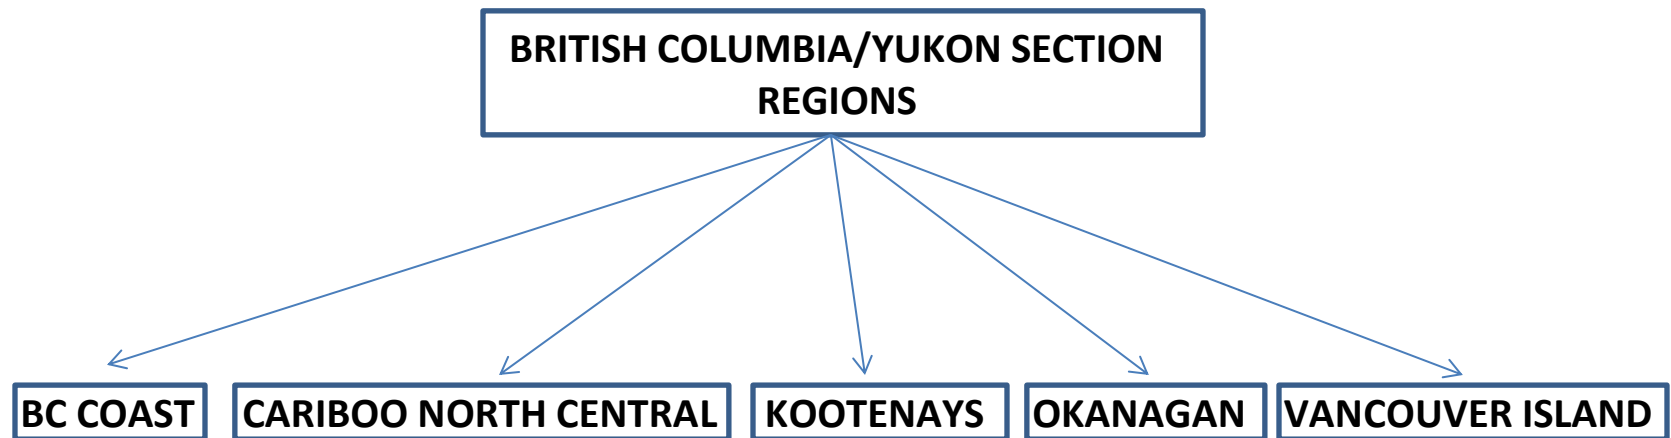 BRITISH COLUMBIA/YUKON SECTION
REGIONS
BC COAST
CARIBOO NORTH CENTRAL
KOOTENAYS
OKANAGAN
VANCOUVER ISLAND